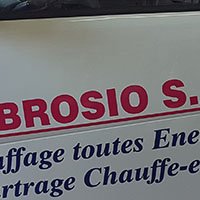 BROSIO S.
uffage toutes Ene
rtrage Chauffe-e